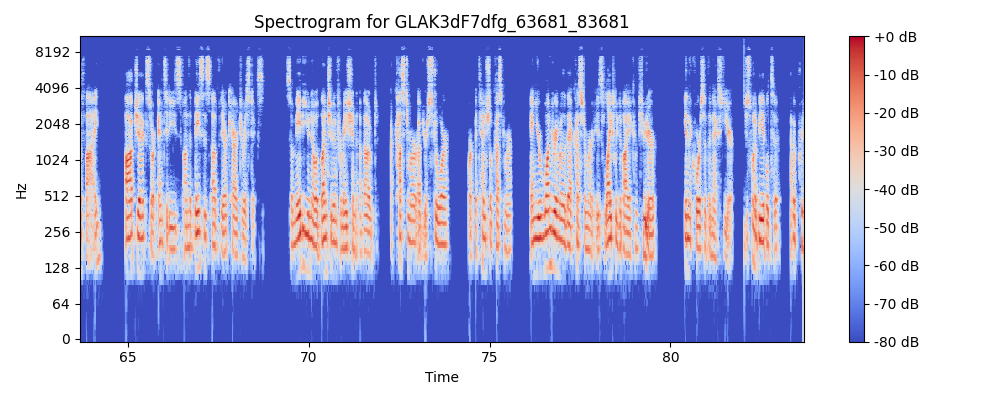 Spectrogram for GLAK3dF7dfg_63681_83681
8192
4096
2048
1024
512
256
128
64
0
Hz
65
70
75
80
Time
+0 dB
-10 dB
-20 dB
-30 dB
-40 dB
-50 dB
-60 dB
-70 dB
-80 dB